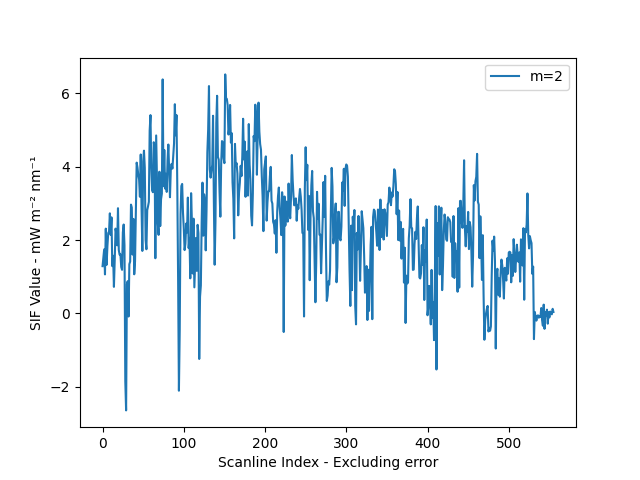 m=2
6
4
2
0
−2
SIF Value - mW m⁻² nm⁻¹
0 100 200 300 400 500
Scanline Index - Excluding error